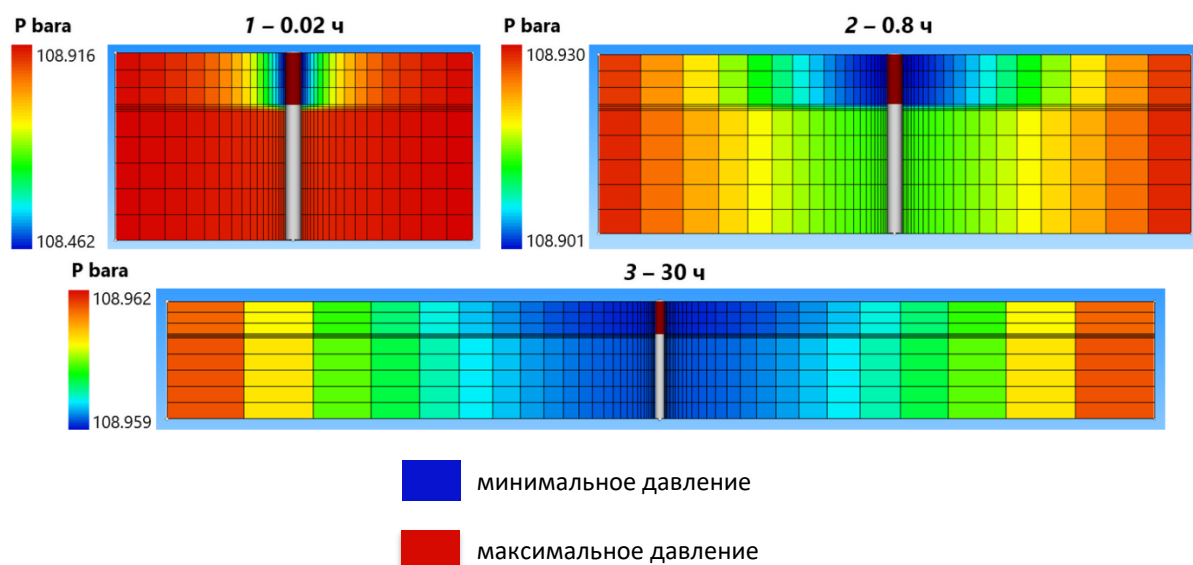 P bara
1 – 0.02 ч
108.916
108.462
P bara
2 – 0.8 ч
108.930
108.901
P bara
3 – 30 ч
108.962
108.959
минимальное давление
максимальное давление